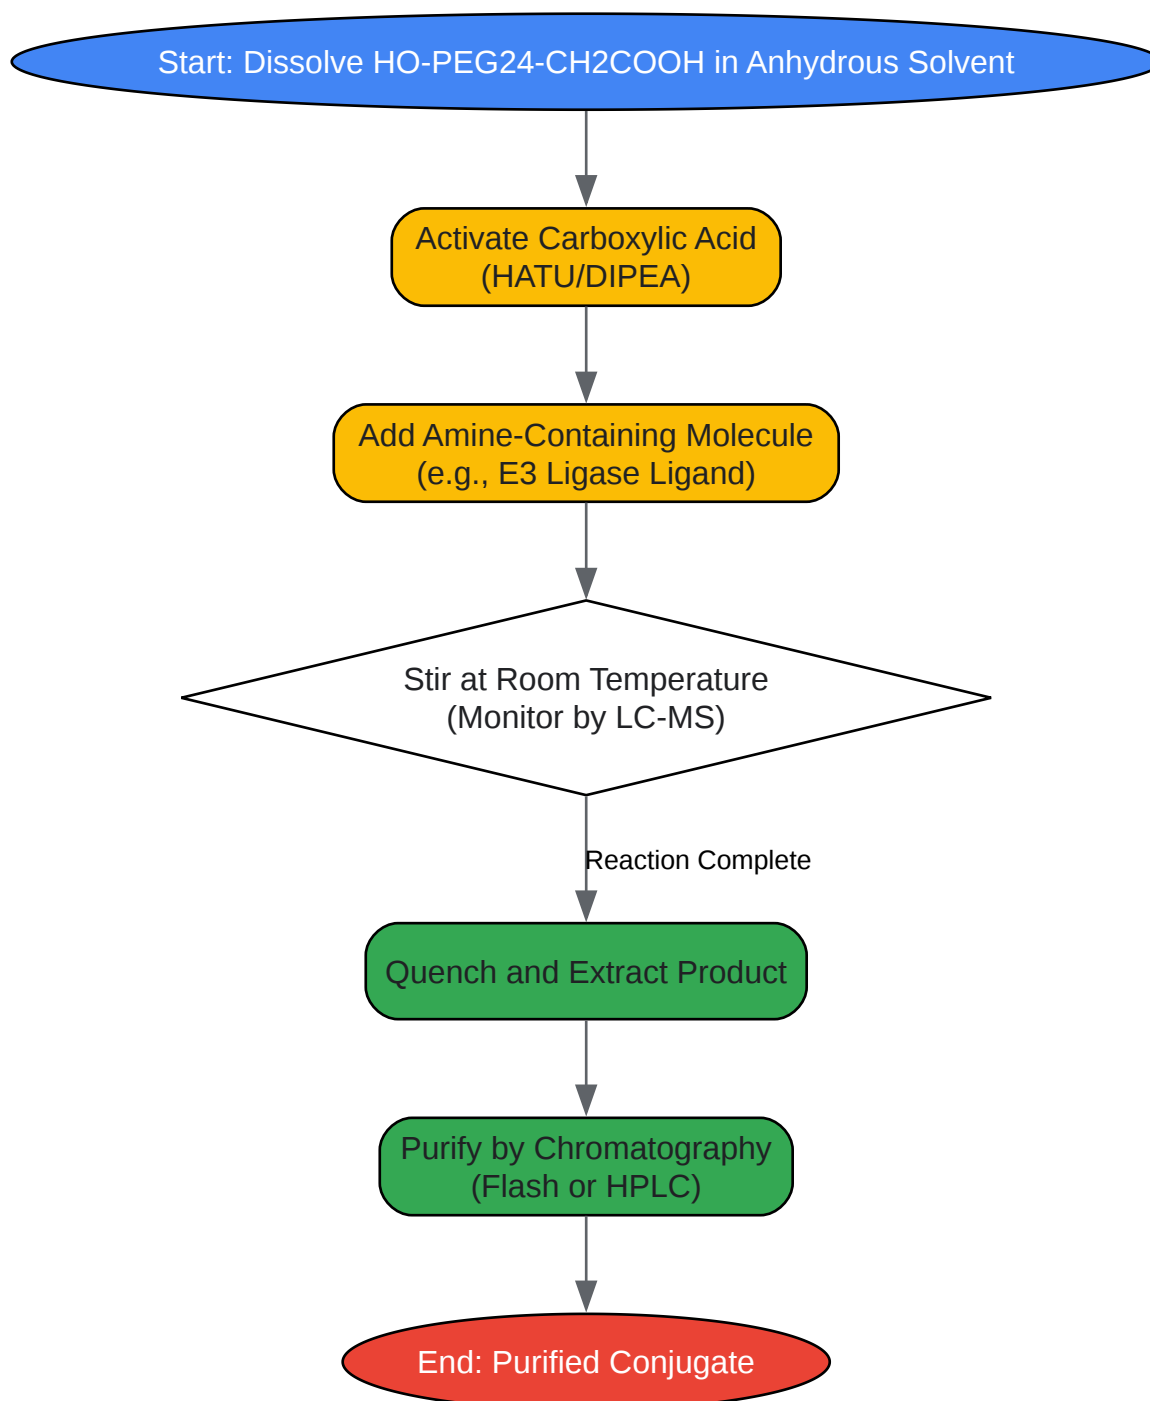 Start: Dissolve HO-PEG24-CH2COOH in Anhydrous Solvent
Activate Carboxylic Acid
(HATU/DIPEA)
Add Amine-Containing Molecule
(e.g., E3 Ligase Ligand)
Stir at Room Temperature
(Monitor by LC-MS)
Reaction Complete
Quench and Extract Product
Purify by Chromatography
(Flash or HPLC)
End: Purified Conjugate